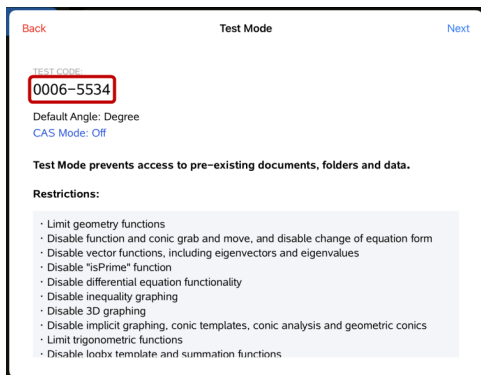 Back Test Mode Next
TEST CODE:
0006-5534
Default Angle: Degree
CAS Mode: Off
Test Mode prevents access to pre-existing documents, folders and data.
Restrictions:
· Limit geometry functions
· Disable function and conic grab and move, and disable change of equation form
· Disable vector functions, including eigenvectors and eigenvalues
· Disable "isPrime" function
· Disable differential equation functionality
· Disable inequality graphing
· Disable 3D graphing
· Disable implicit graphing, conic templates, conic analysis and geometric conics
· Limit trigonometric functions
· Disable logbx template and summation functions